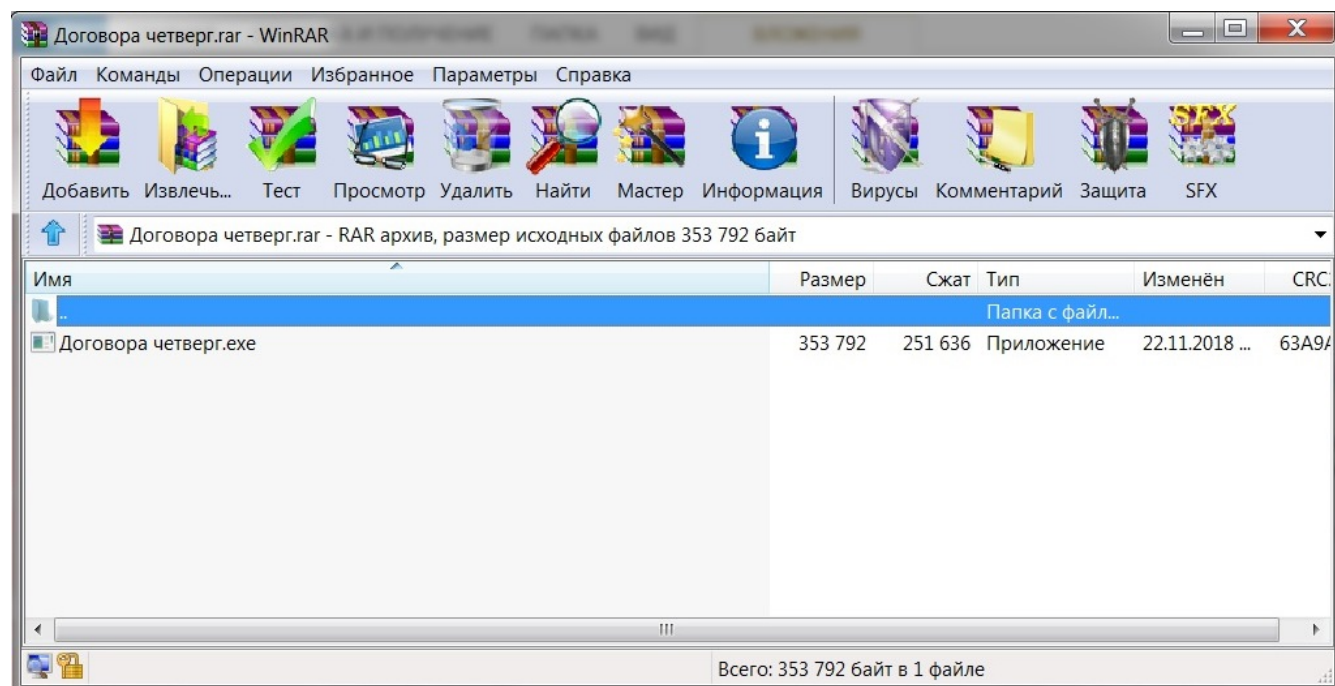 Договора четверг.rar - WinRAR
Файл Команды Операции Избранное Параметры Справка
SFX
Добавить Извлечь... Тест Просмотр Удалить Найти Мастер Информация Вирусы Комментарий Защита SFX
Договора четверг.rar - RAR архив, размер исходных файлов 353 792 байт
Имя Размер Сжат Тип Изменён
.. Папка с файл...
Договора четверг.exe 353 792 251 636 Приложение 22.11.2018 ...
Всего: 353 792 байт в 1 файле